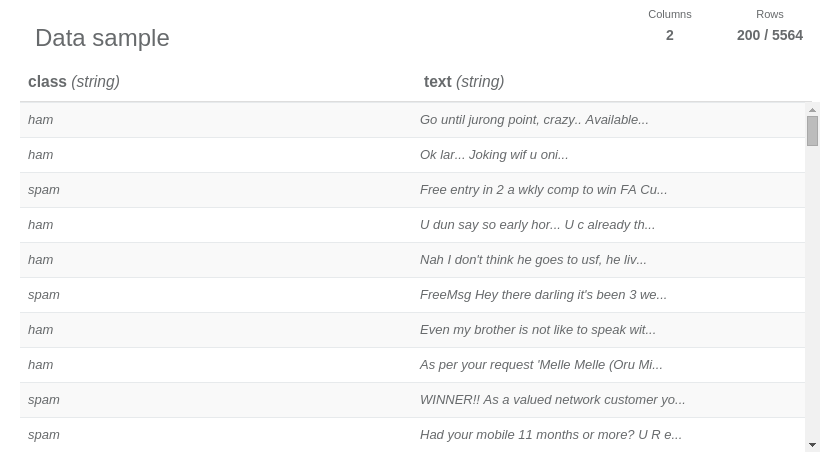 Columns Rows
Data sample 2 200 / 5564
class (string) text (string)
ham Go until jurong point, crazy.. Available...
ham Ok lar... Joking wif u oni...
spam Free entry in 2 a wkly comp to win FA Cu...
ham U dun say so early hor... U c already th...
ham Nah I don't think he goes to usf, he liv...
spam FreeMsg Hey there darling it's been 3 we...
ham Even my brother is not like to speak wit...
ham As per your request 'Melle Melle (Oru Mi...
spam WINNER!! As a valued network customer yo...
spam Had your mobile 11 months or more? U R e...